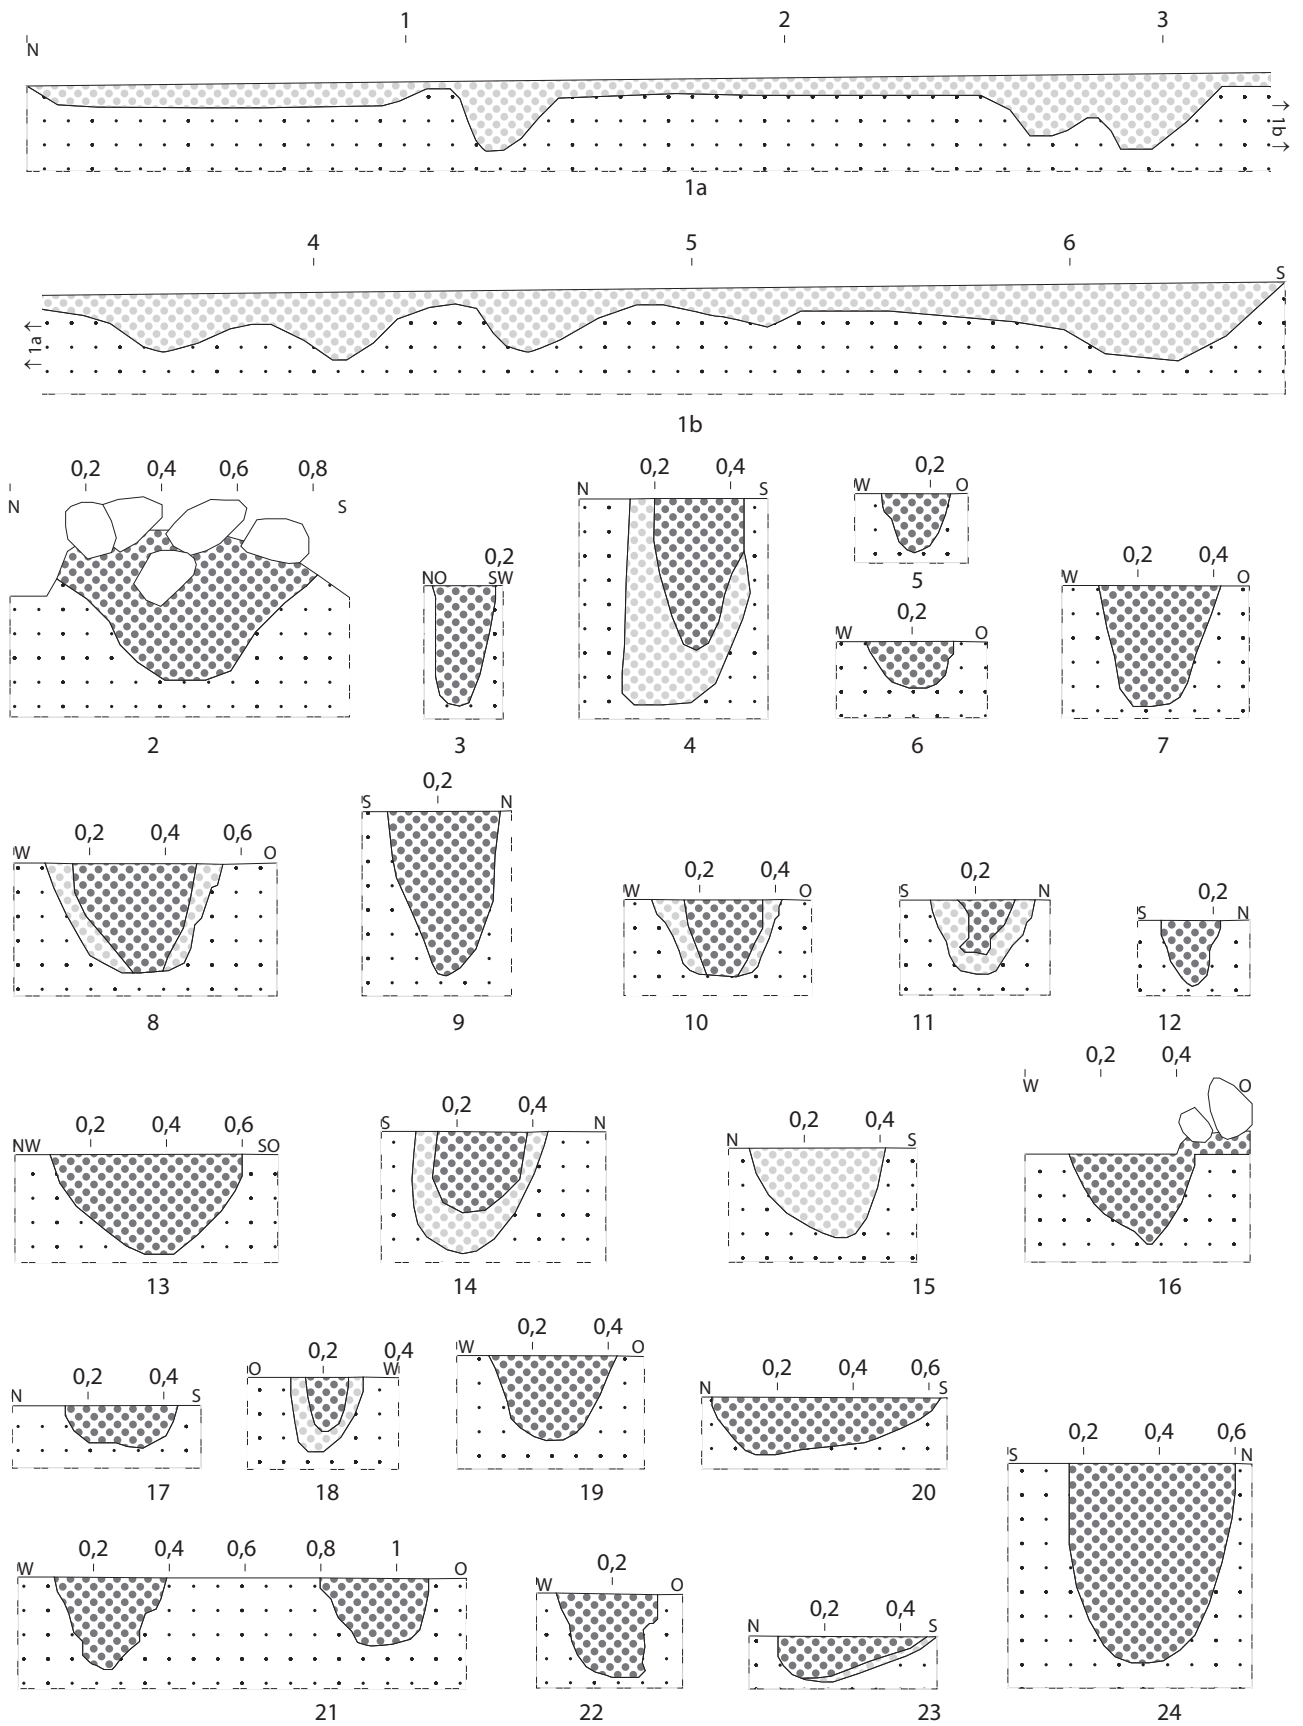 1 2 3
N
1b
1a
4 5 6
S
1a
1b
0,2 0,4 0,6 0,8
N S
2
0,2
NO SW
3
0,2 0,4
N S
4
0,2
W O
5
0,2
W O
6
0,2 0,4
W O
7
0,2 0,4 0,6
W O
8
0,2
S N
9
0,2 0,4
W O
10
0,2
S N
11
0,2
S N
12
0,2 0,4 0,6
NW SO
13
0,2 0,4
S N
14
0,2 0,4
N S
15
0,2 0,4
W O
16
0,2 0,4
N S
17
0,2 0,4
O W
18
0,2 0,4
W O
19
0,2 0,4 0,6
N S
20
0,2 0,4 0,6 0,8 1
W O
21
0,2
W O
22
0,2 0,4
N S
23
0,2 0,4 0,6
S N
24